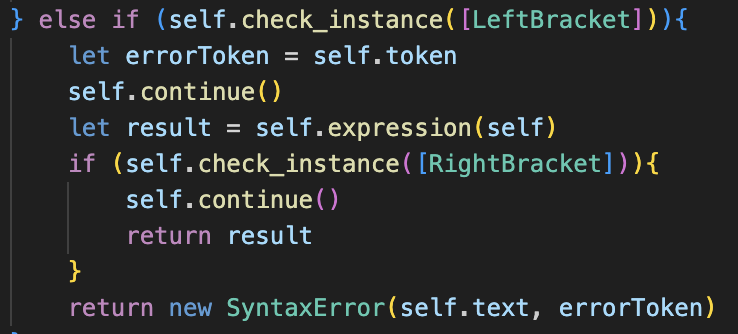 } else if (self.check_instance([LeftBracket])){
let errorToken = self.token
self.continue()
let result = self.expression(self)
if (self.check_instance([RightBracket])){
self.continue()
return result
}
return new SyntaxError(self.text, errorToken)